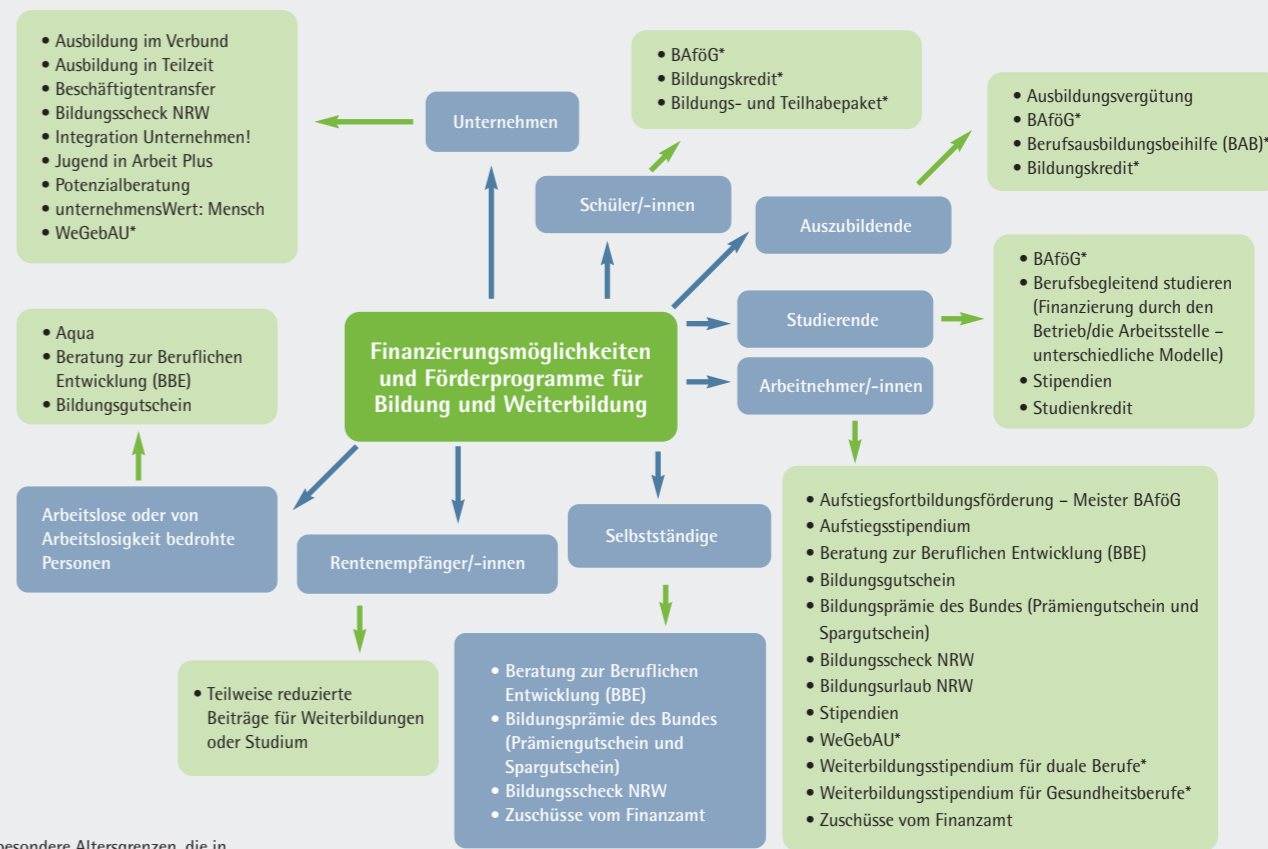 • Ausbildung im Verbund
• Ausbildung in Teilzeit
• Beschäftigtentransfer
• Bildungsscheck NRW
• Integration Unternehmen!
• Jugend in Arbeit Plus
• Potenzialberatung
• unternehmensWert: Mensch
• WeGebAU*
Unternehmen
• BAföG*
• Bildungskredit*
• Bildungs- und Teilhabepaket*
Schüler/-innen
• Ausbildungsvergütung
• BAföG*
• Berufsausbildungsbeihilfe (BAB)*
• Bildungskredit*
Auszubildende
• BAföG*
• Berufsbegleitend studieren
(Finanzierung durch den
Betrieb/die Arbeitsstelle –
unterschiedliche Modelle)
• Stipendien
• Studienkredit
Studierende
Arbeitnehmer/-innen
Finanzierungsmöglichkeiten
und Förderprogramme für
Bildung und Weiterbildung
• Aqua
• Beratung zur Beruflichen
Entwicklung (BBE)
• Bildungsgutschein
Arbeitslose oder von
Arbeitslosigkeit bedrohte
Personen
Rentenempfänger/-innen
Selbstständige
• Teilweise reduzierte
Beiträge für Weiterbildungen
oder Studium
• Beratung zur Beruflichen
Entwicklung (BBE)
• Bildungsprämie des Bundes
(Prämiengutschein und
Spargutschein)
• Bildungsscheck NRW
• Zuschüsse vom Finanzamt
• Aufstiegsfortbildungsförderung – Meister BAföG
• Aufstiegsstipendium
• Beratung zur Beruflichen Entwicklung (BBE)
• Bildungsgutschein
• Bildungsprämie des Bundes (Prämiengutschein und
Spargutschein)
• Bildungsscheck NRW
• Bildungsurlaub NRW
• Stipendien
• WeGebAU*
• Weiterbildungsstipendium für duale Berufe*
• Weiterbildungsstipendium für Gesundheitsberufe*
• Zuschüsse vom Finanzamt
besondere Altersgrenzen, die in